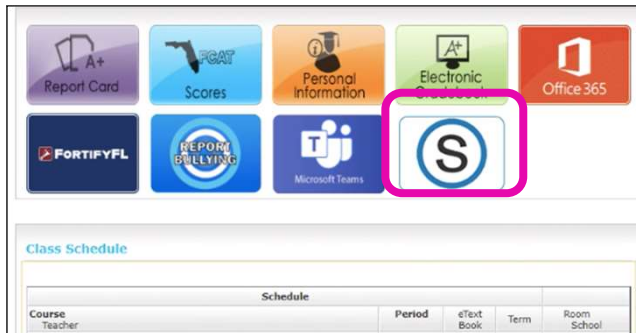 A+
Report Card
FCAT
Scores
Personal
Information
A+
Electronic
Gradebook
Office 365
FORTIFYFL
REPORT
BULLYING
T
Microsoft Teams
S
Class Schedule
Schedule
Course
Teacher
Period
eText
Book
Term
Room
School